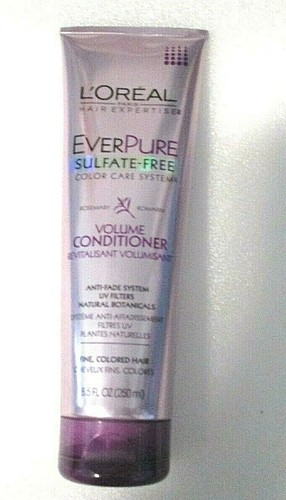 L'ORÉAL
PARIS
HAIR EXPERTISE
EVERPURE
SULFATE-FREE
COLOR CARE SYSTEM
ROSEMARY ROMARIN
VOLUME
CONDITIONER
REVITALISANT VOLUMISANT
ANTI-FADE SYSTEM
UV FILTERS
NATURAL BOTANICALS
SYSTÈME ANTI-AFFADISSEMENT
FILTRES UV
PLANTES NATURELLES
FINE, COLORED HAIR
CHEVEUX FINS, COLORÉS
8.5 FL OZ (250 ml)